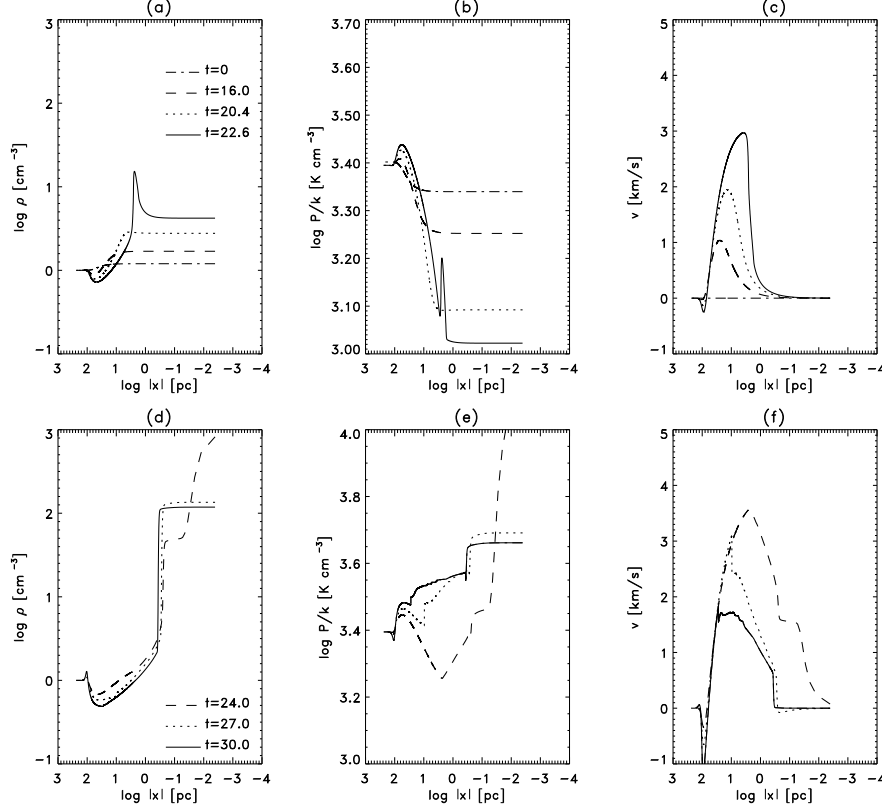 (a)
(b)
(c)
3
2
1
0
−1
log ρ [cm⁻³]
t=0
t=16.0
t=20.4
t=22.6
3 2 1 0 −1 −2 −3 −4
log |x| [pc]
3.70
3.60
3.50
3.40
3.30
3.20
3.10
3.00
log P/k [K cm⁻³]
3 2 1 0 −1 −2 −3 −4
log |x| [pc]
5
4
3
2
1
0
−1
v [km/s]
3 2 1 0 −1 −2 −3 −4
log |x| [pc]
(d)
(e)
(f)
3
2
1
0
−1
log ρ [cm⁻³]
t=24.0
t=27.0
t=30.0
3 2 1 0 −1 −2 −3 −4
log |x| [pc]
4.0
3.8
3.6
3.4
3.2
3.0
log P/k [K cm⁻³]
3 2 1 0 −1 −2 −3 −4
log |x| [pc]
5
4
3
2
1
0
−1
v [km/s]
3 2 1 0 −1 −2 −3 −4
log |x| [pc]